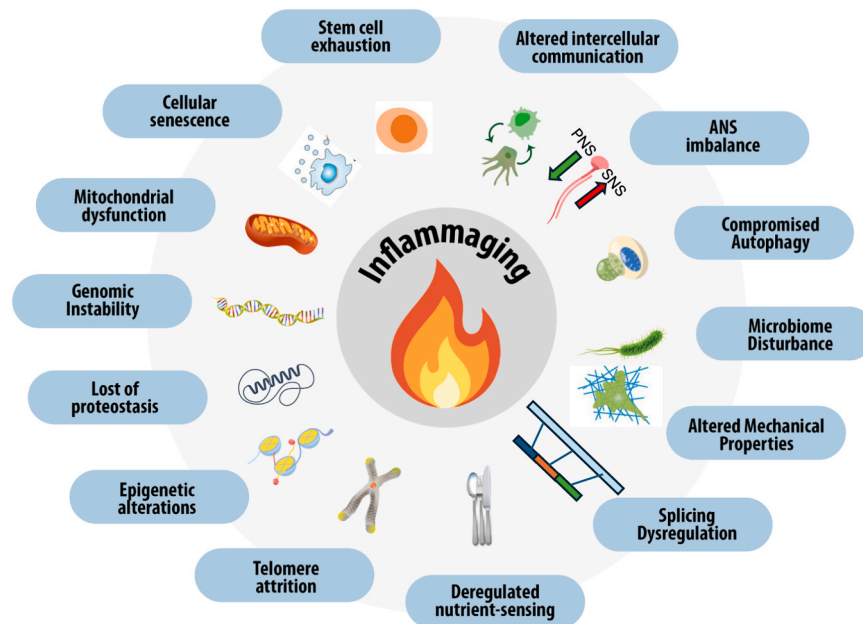 Stem cell
exhaustion
Altered intercellular
communication
Cellular
senescence
ANS
imbalance
PNS
SNS
Mitochondrial
dysfunction
Compromised
Autophagy
Inflammaging
Genomic
Instability
Microbiome
Disturbance
Lost of
proteostasis
Altered Mechanical
Properties
Epigenetic
alterations
Splicing
Dysregulation
Telomere
attrition
Deregulated
nutrient-sensing